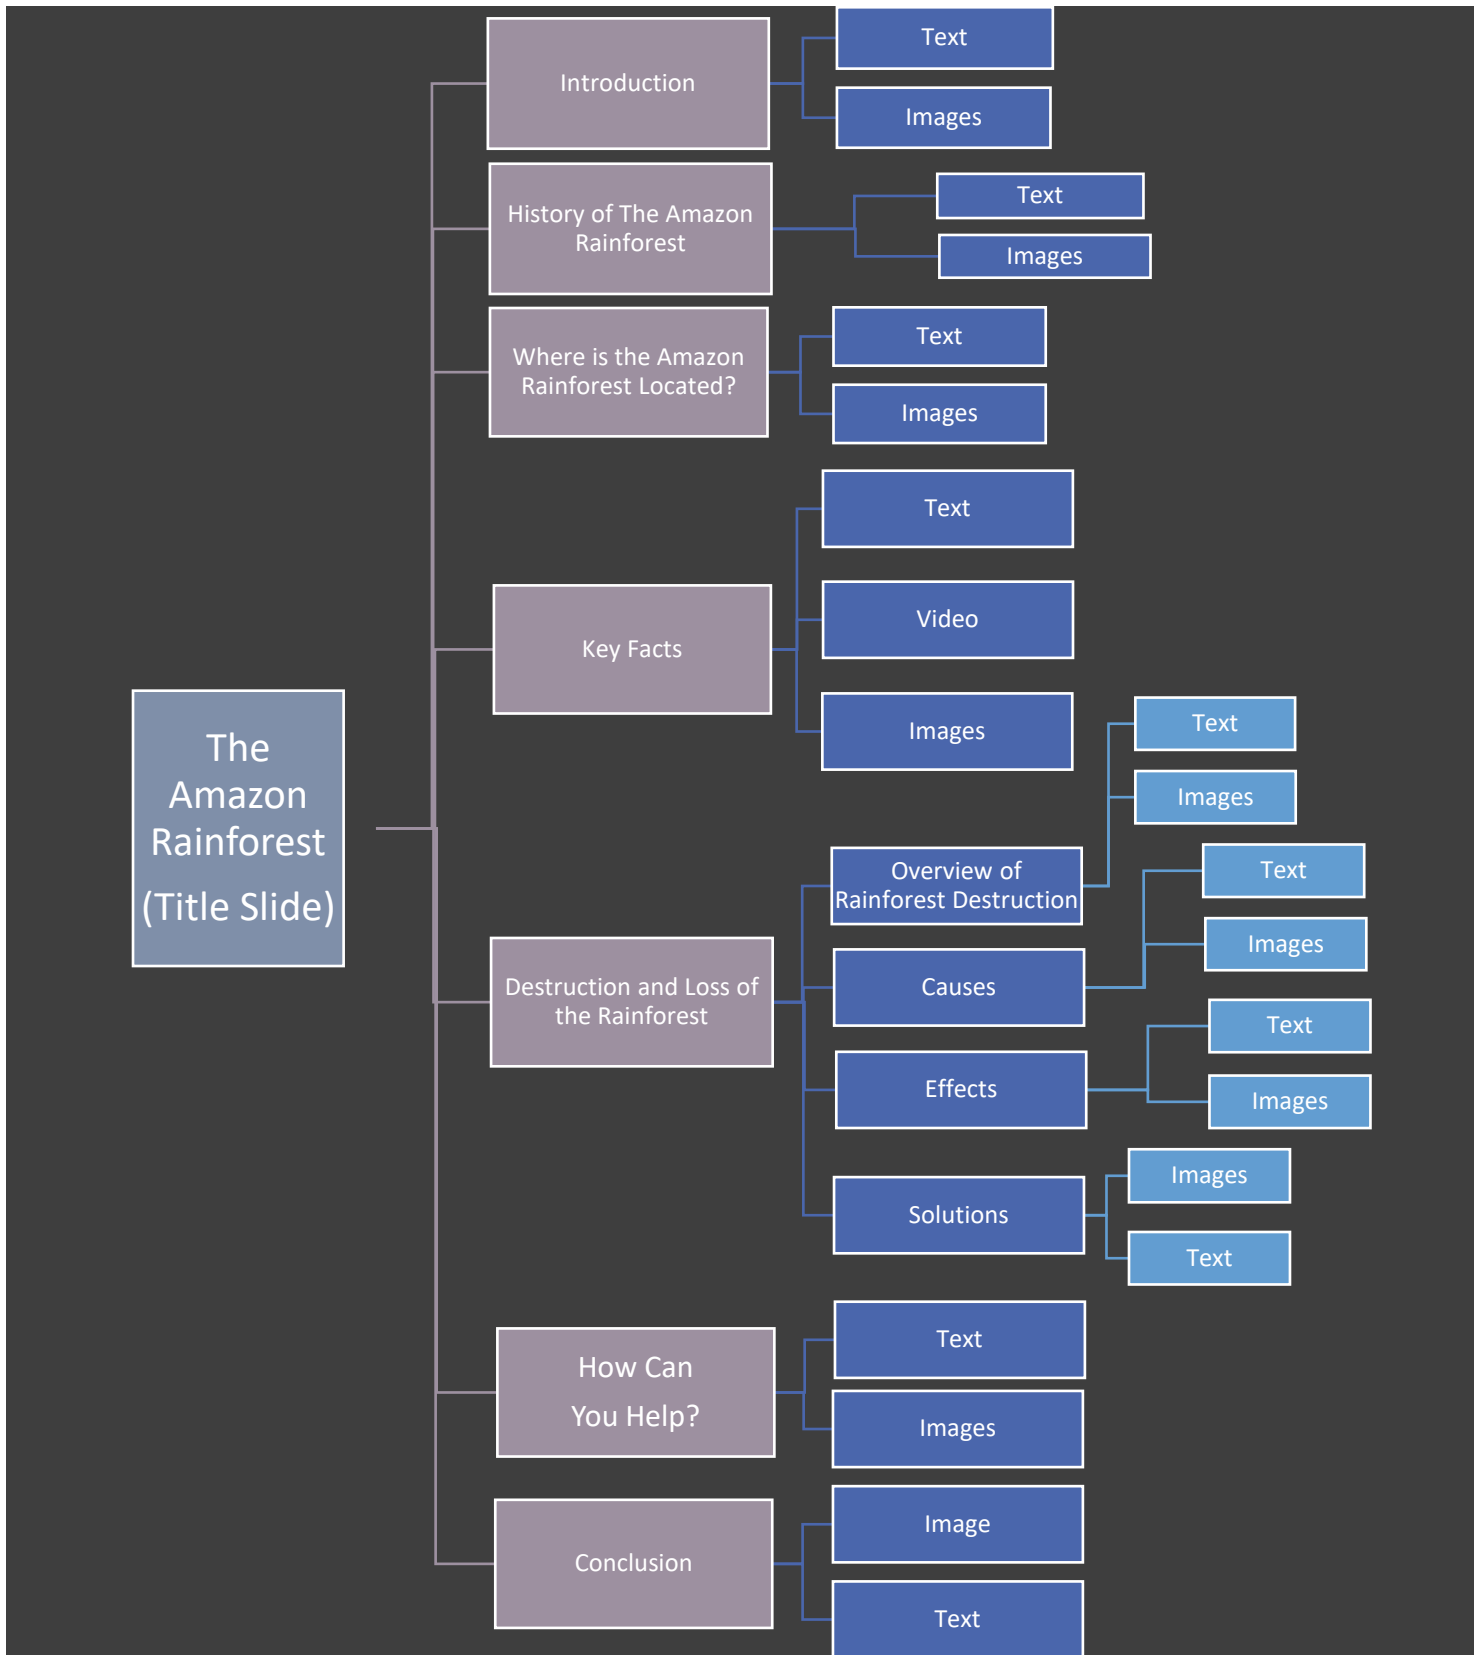 The
Amazon
Rainforest
(Title Slide)
Introduction
Text
Images
History of The Amazon
Rainforest
Text
Images
Where is the Amazon
Rainforest Located?
Text
Images
Key Facts
Text
Video
Images
Destruction and Loss of
the Rainforest
Overview of
Rainforest Destruction
Text
Images
Causes
Text
Images
Effects
Text
Images
Solutions
Images
Text
How Can
You Help?
Text
Images
Conclusion
Image
Text